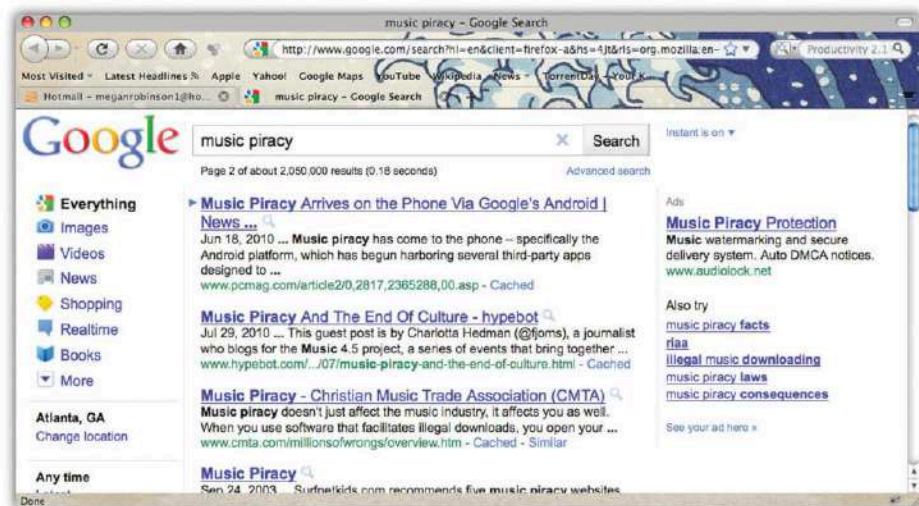 music piracy – Google Search
http://www.google.com/search?hl=en&client=firefox-a&hs=4Jt&rls=org.mozilla:en-
Productivity 2.1
Most Visited Latest Headlines Apple Yahoo! Google Maps YouTube Wikipedia News TorrentDay – Your K...
Hotmail – meganrobinson1@ho... music piracy – Google Search
Google
music piracy
Search
Instant is on ▼
Page 2 of about 2,050,000 results (0.18 seconds)
Advanced search
Everything
Images
Videos
News
Shopping
Realtime
Books
More
Atlanta, GA
Change location
Any time
Music Piracy Arrives on the Phone Via Google's Android |
News ...
Jun 18, 2010 ... Music piracy has come to the phone -- specifically the
Android platform, which has begun harboring several third-party apps
designed to ...
www.pcmag.com/article2/0,2817,2365288,00.asp - Cached
Music Piracy And The End Of Culture - hypebot
Jul 29, 2010 ... This guest post is by Charlotta Hedman (@fjoms), a journalist
who blogs for the Music 4.5 project, a series of events that bring together ...
www.hypebot.com/.../07/music-piracy-and-the-end-of-culture.html - Cached
Music Piracy - Christian Music Trade Association (CMTA)
Music piracy doesn't just affect the music industry, it affects you as well.
When you use software that facilitates illegal downloads, you open your ...
www.cmta.com/millionsofwrongs/overview.htm - Cached - Similar
Music Piracy
Sep 24, 2003 ... Surfnetkids.com recommends five music piracy websites
Ads
Music Piracy Protection
Music watermarking and secure
delivery system. Auto DMCA notices.
www.audiolock.net
Also try
music piracy facts
riaa
illegal music downloading
music piracy laws
music piracy consequences
See your ad here »
Done